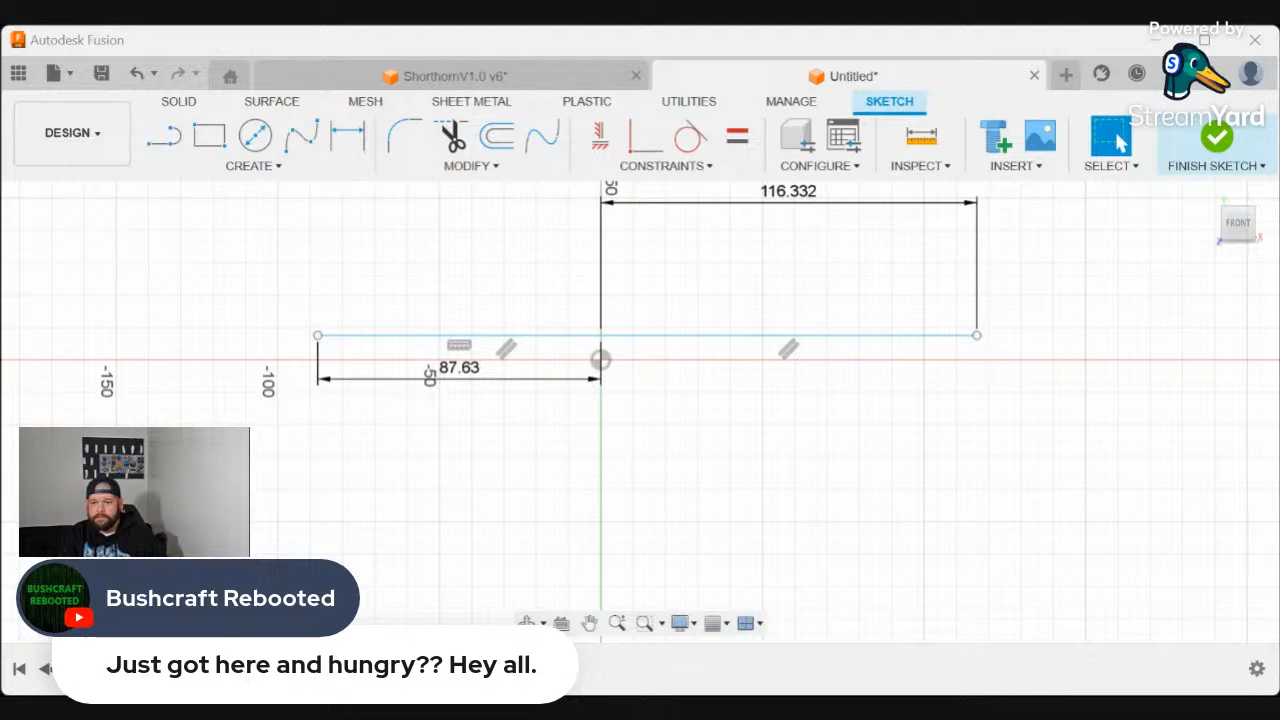 Autodesk Fusion
Powered by
StreamYard
ShorthornV1.0 v6*
Untitled*
SOLID SURFACE MESH SHEET METAL PLASTIC UTILITIES MANAGE SKETCH
DESIGN
CREATE MODIFY CONSTRAINTS CONFIGURE INSPECT INSERT SELECT FINISH SKETCH
50
116.332
FRONT
X
Z
87.63
-150
-100
-50
BUSHCRAFT
REBOOTED
Bushcraft Rebooted
Just got here and hungry?? Hey all.